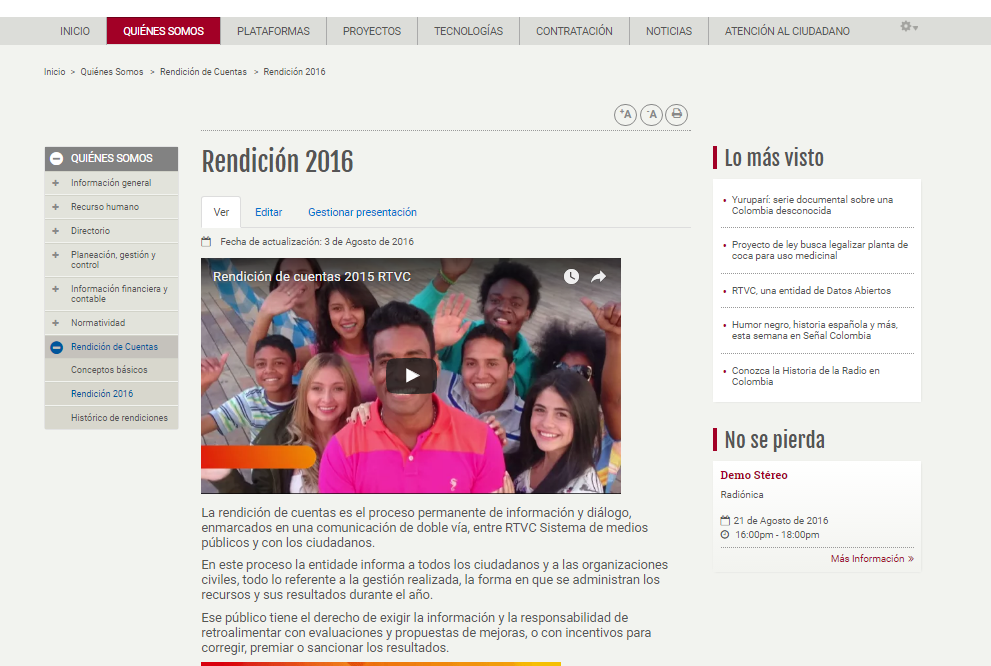 INICIO
QUIÉNES SOMOS
PLATAFORMAS
PROYECTOS
TECNOLOGÍAS
CONTRATACIÓN
NOTICIAS
ATENCIÓN AL CIUDADANO
Inicio > Quiénes Somos > Rendición de Cuentas > Rendición 2016
+A
-A
QUIÉNES SOMOS
Información general
Recurso humano
Directorio
Planeación, gestión y
control
Información financiera y
contable
Normatividad
Rendición de Cuentas
Conceptos básicos
Rendición 2016
Histórico de rendiciones
Rendición 2016
Ver
Editar
Gestionar presentación
Fecha de actualización: 3 de Agosto de 2016
Rendición de cuentas 2015 RTVC
La rendición de cuentas es el proceso permanente de información y diálogo,
enmarcados en una comunicación de doble vía, entre RTVC Sistema de medios
públicos y con los ciudadanos.
En este proceso la entidade informa a todos los ciudadanos y a las organizaciones
civiles, todo lo referente a la gestión realizada, la forma en que se administran los
recursos y sus resultados durante el año.
Ese público tiene el derecho de exigir la información y la responsabilidad de
retroalimentar con evaluaciones y propuestas de mejoras, o con incentivos para
corregir, premiar o sancionar los resultados.
Lo más visto
Yuruparí: serie documental sobre una
Colombia desconocida
Proyecto de ley busca legalizar planta de
coca para uso medicinal
RTVC, una entidad de Datos Abiertos
Humor negro, historia española y más,
esta semana en Señal Colombia
Conozca la Historia de la Radio en
Colombia
No se pierda
Demo Stéreo
Radiónica
21 de Agosto de 2016
16:00pm - 18:00pm
Más Información »